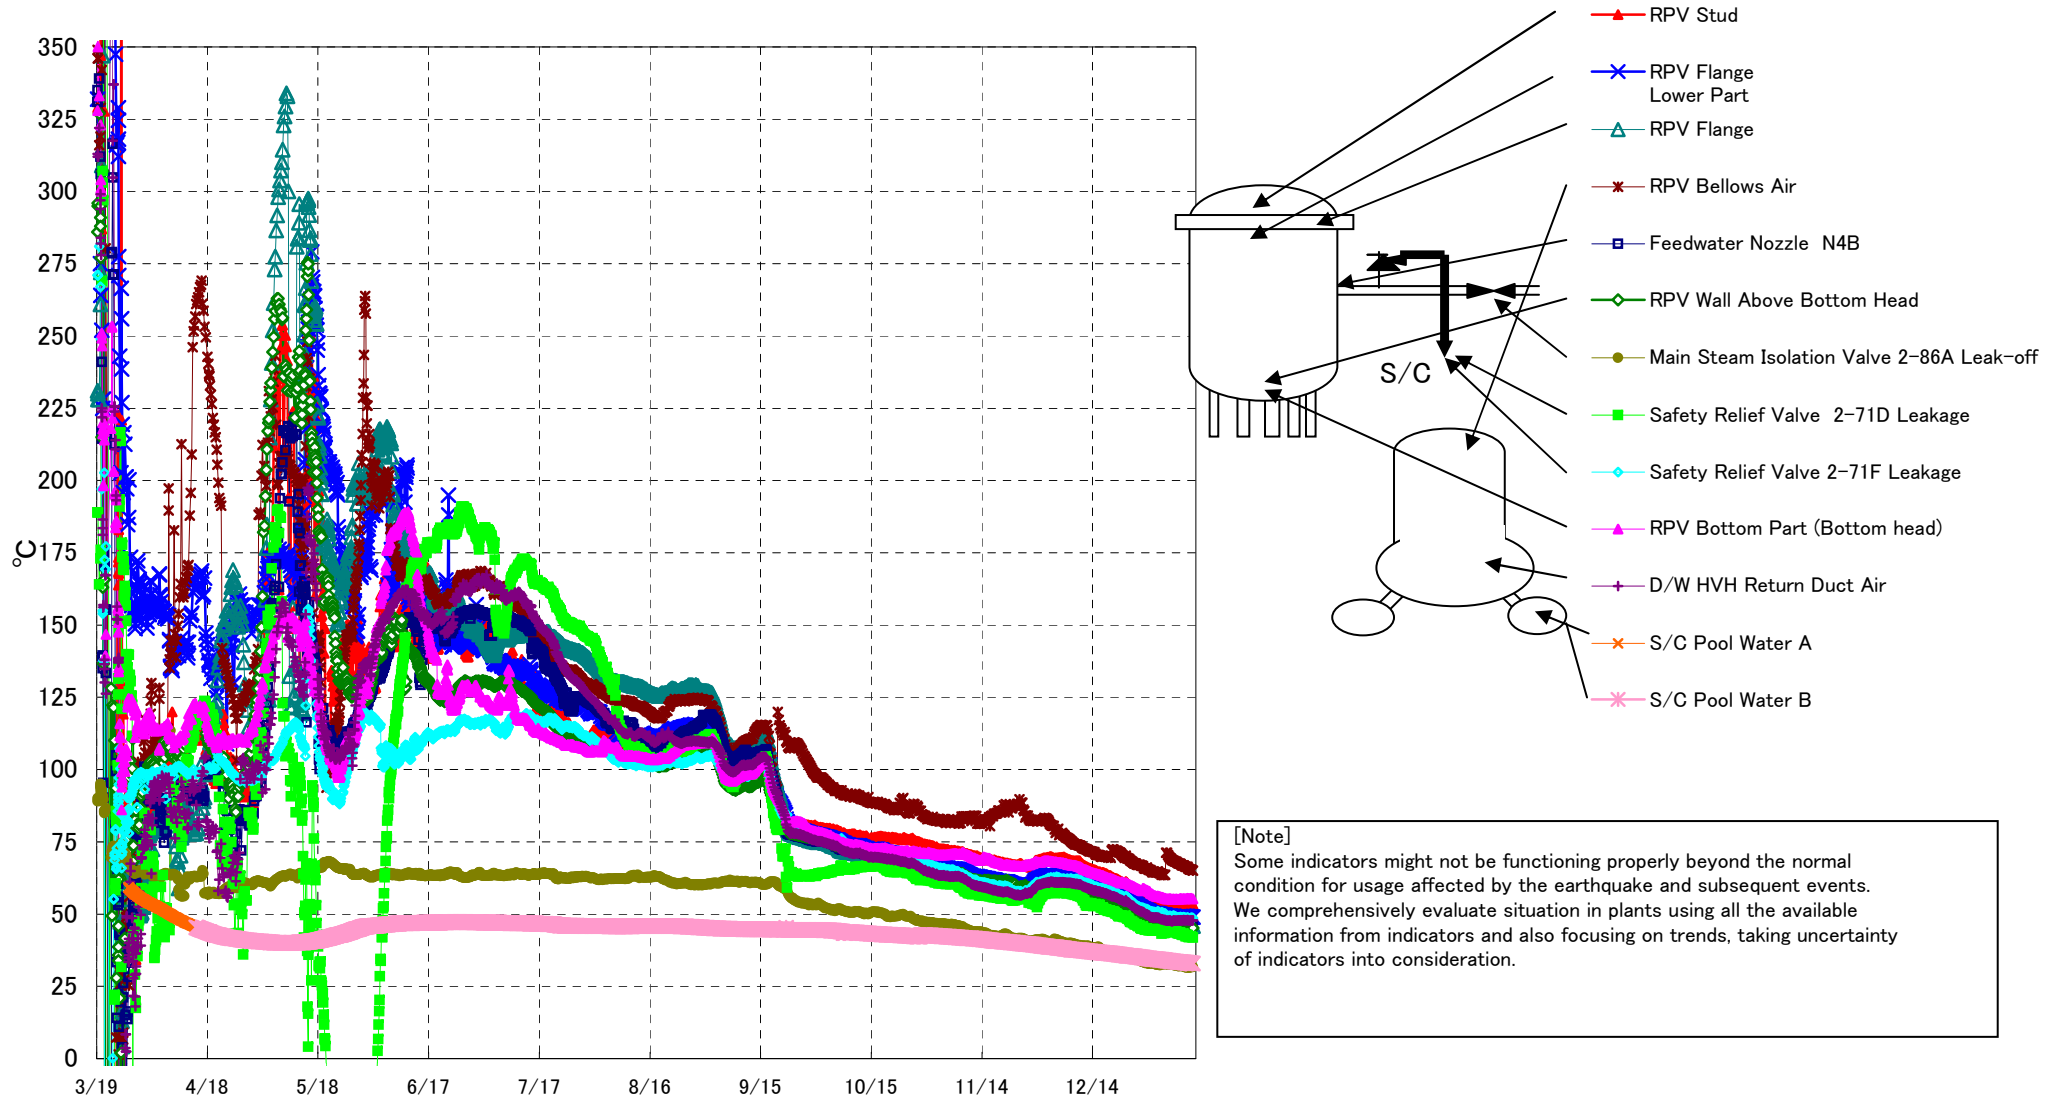 350
325
300
275
250
225
200
175
150
125
100
75
50
25
0
℃
3/19 4/18 5/18 6/17 7/17 8/16 9/15 10/15 11/14 12/14
RPV Stud
RPV Flange
Lower Part
RPV Flange
RPV Bellows Air
Feedwater Nozzle N4B
RPV Wall Above Bottom Head
Main Steam Isolation Valve 2-86A Leak-off
Safety Relief Valve 2-71D Leakage
Safety Relief Valve 2-71F Leakage
RPV Bottom Part (Bottom head)
D/W HVH Return Duct Air
S/C Pool Water A
S/C Pool Water B
S/C
[Note]
Some indicators might not be functioning properly beyond the normal
condition for usage affected by the earthquake and subsequent events.
We comprehensively evaluate situation in plants using all the available
information from indicators and also focusing on trends, taking uncertainty
of indicators into consideration.